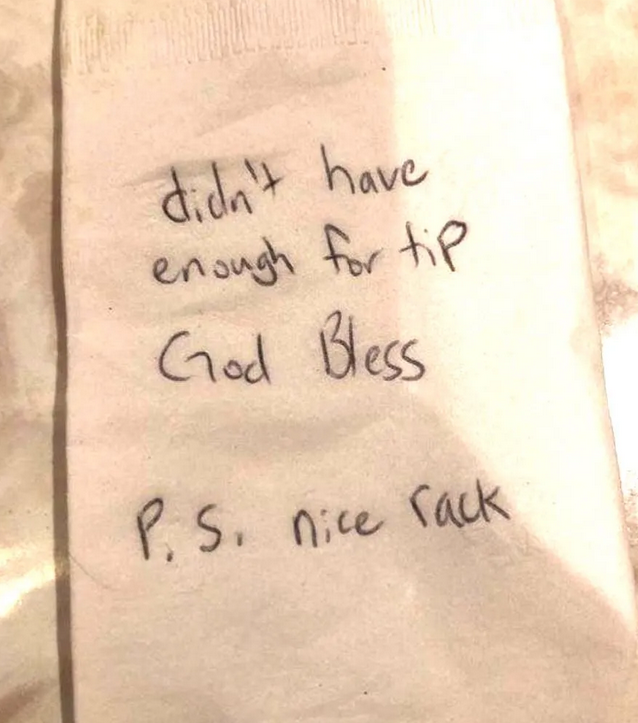 didn't have
enough for tip
God Bless
P.S. nice rack